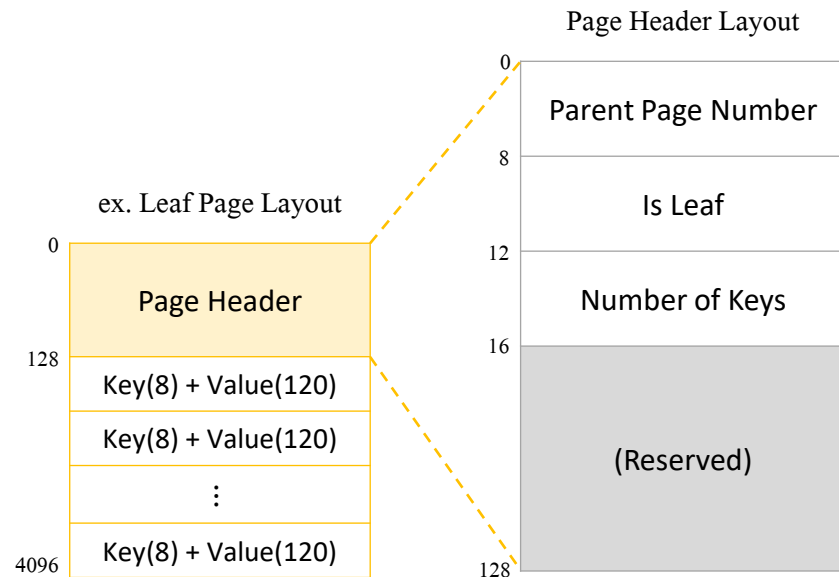 Page Header Layout
0
Parent Page Number
8
Is Leaf
12
Number of Keys
16
(Reserved)
128
ex. Leaf Page Layout
0
Page Header
128
Key(8) + Value(120)
Key(8) + Value(120)
⋮
Key(8) + Value(120)
4096